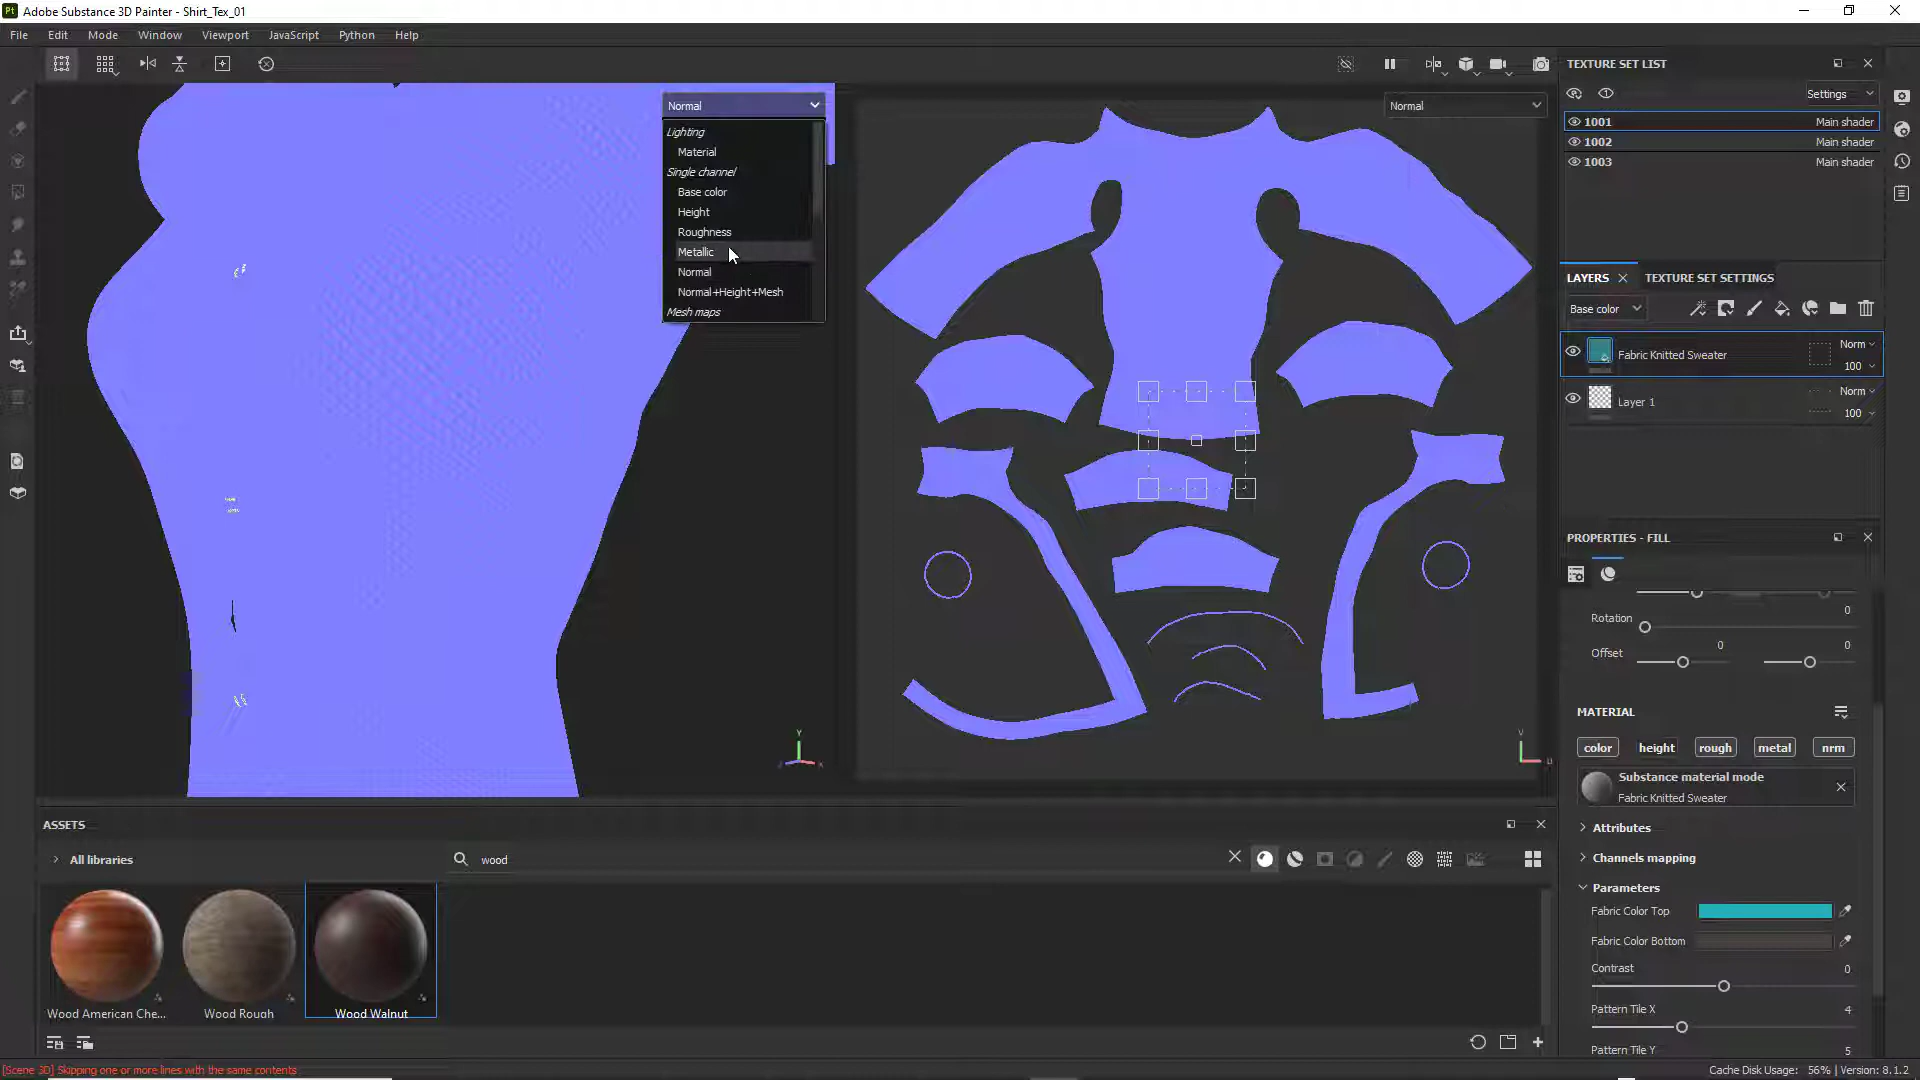 Pt Adobe Substance 3D Painter - Shirt_Tex_01
File Edit Mode Window Viewport JavaScript Python Help
Normal
Lighting
Material
Single channel
Base color
Height
Roughness
Metallic
Normal
Normal+Height+Mesh
Mesh maps
Y
X
Normal
V
U
TEXTURE SET LIST
Settings
1001 Main shader
1002 Main shader
1003 Main shader
LAYERS TEXTURE SET SETTINGS
Base color
Fabric Knitted Sweater Norm 100
Layer 1 Norm 100
PROPERTIES - FILL
Rotation 0
Offset 0 0
MATERIAL
color height rough metal nrm
Substance material mode
Fabric Knitted Sweater
Attributes
Channels mapping
Parameters
Fabric Color Top
Fabric Color Bottom
Contrast 0
Pattern Tile X 4
Pattern Tile Y 5
ASSETS
All libraries
wood
Wood American Che...
Wood Rough
Wood Walnut
[Scene 3D] Skipping one or more lines with the same contents
Cache Disk Usage: 56% | Version: 8.1.2